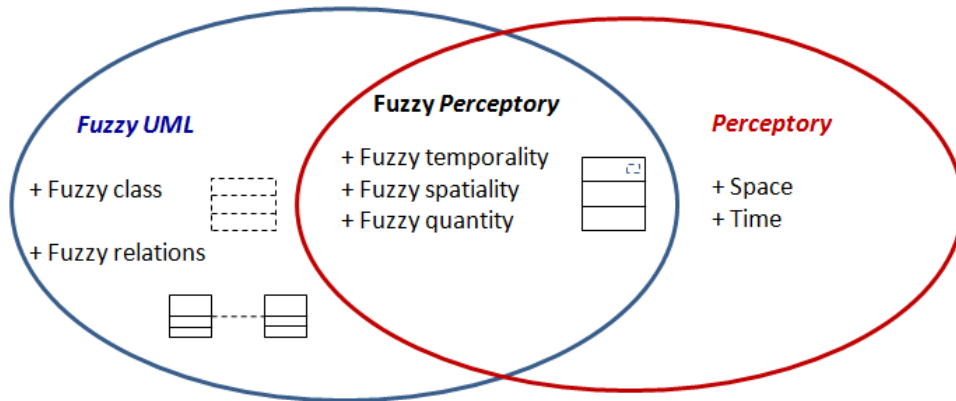 Fuzzy UML
+ Fuzzy class
+ Fuzzy relations
Fuzzy Perceptory
+ Fuzzy temporality
+ Fuzzy spatiality
+ Fuzzy quantity
Perceptory
+ Space
+ Time